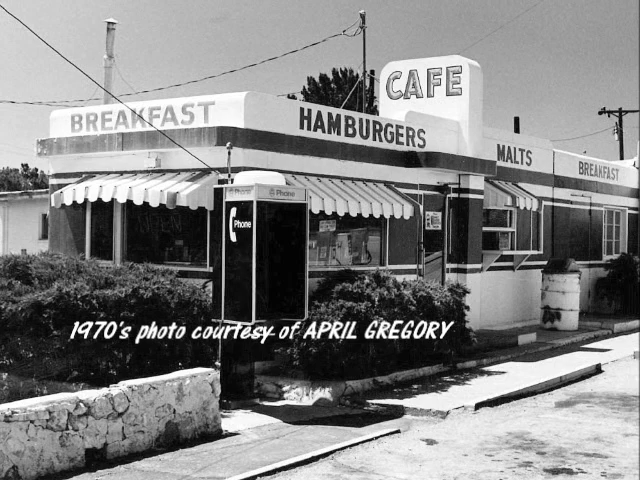 CAFE
BREAKFAST
HAMBURGERS
MALTS
BREAKFAST
Phone
Phone
Phone
1970's photo courtesy of APRIL GREGORY